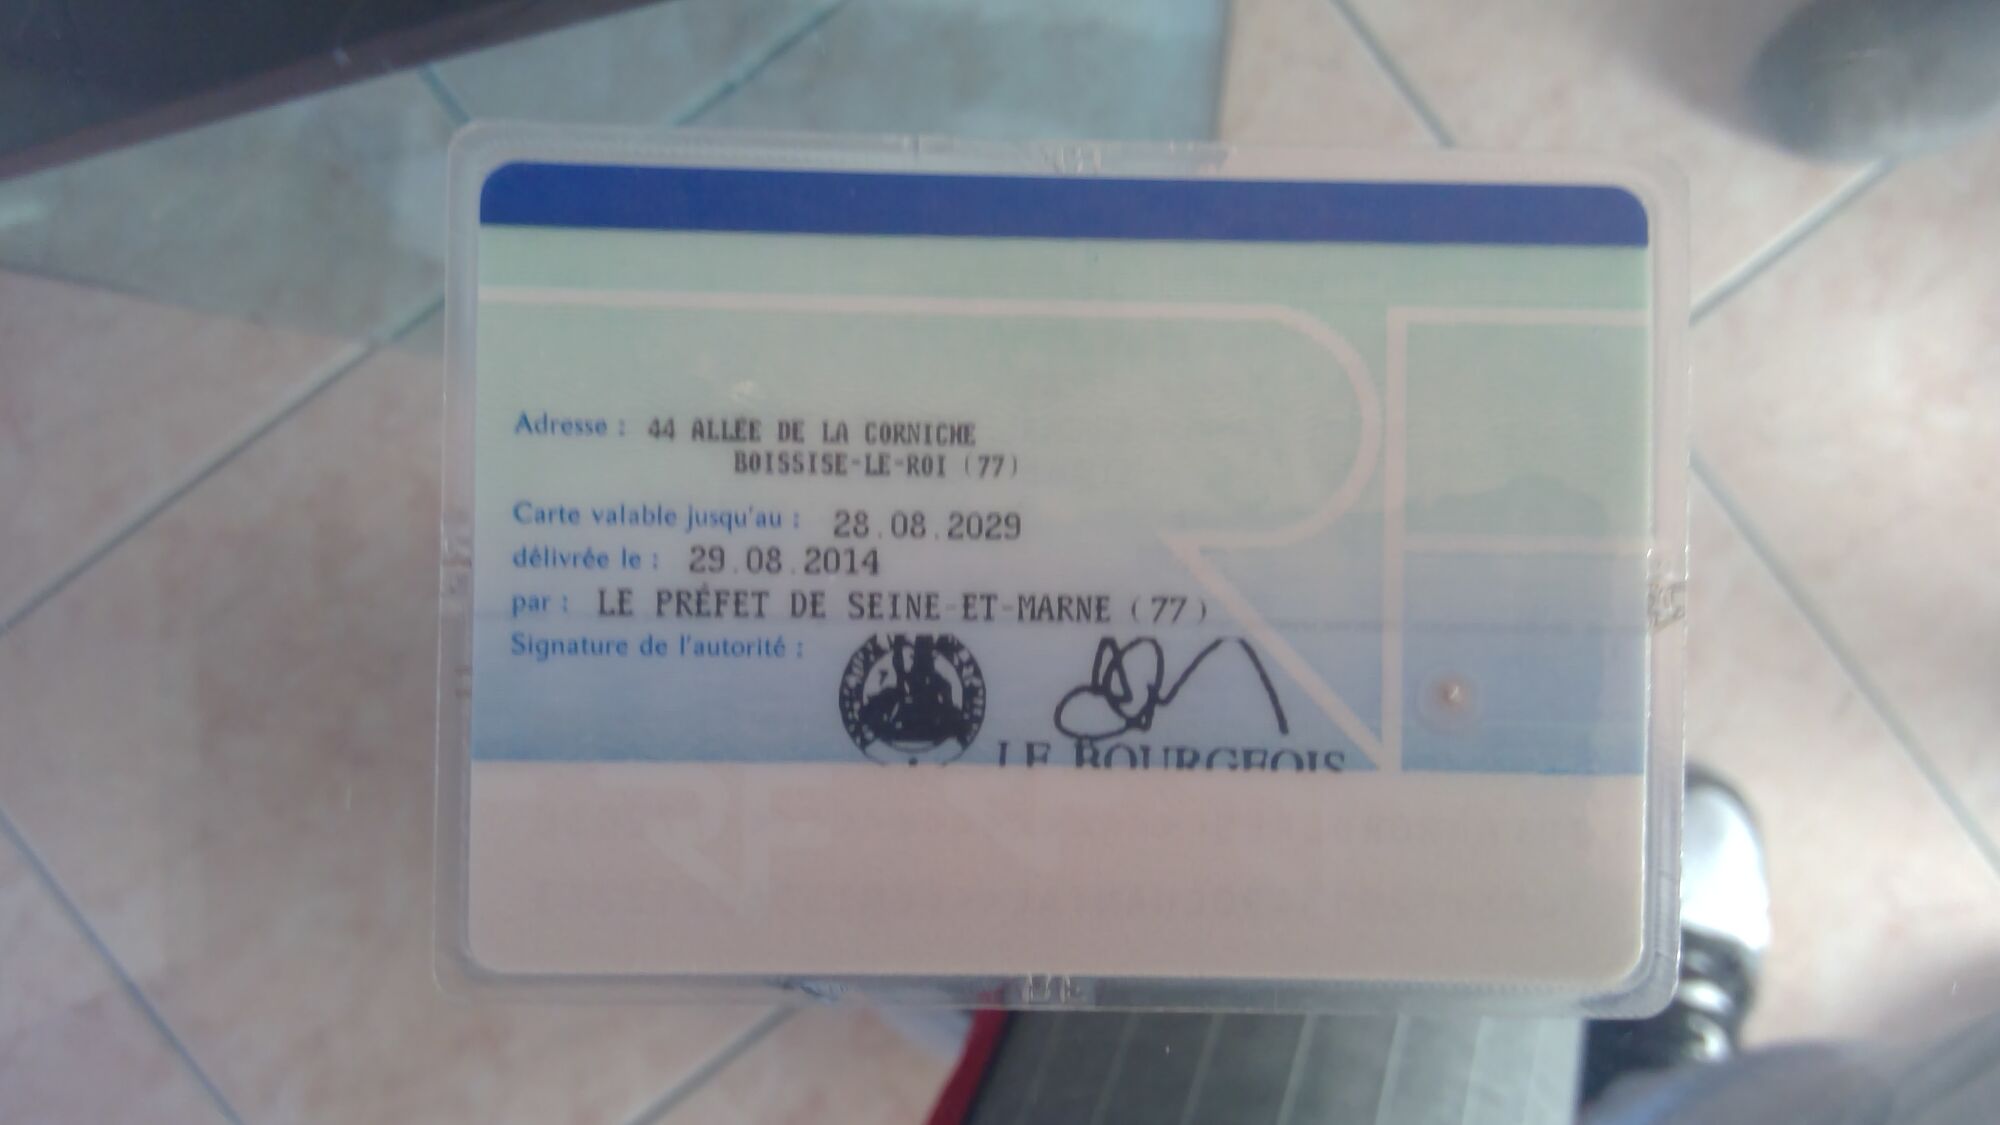 Adresse : 44 ALLÉE DE LA CORNICHE
BOISSISE-LE-ROI (77)
Carte valable jusqu'au : 28.08.2029
délivrée le : 29.08.2014
par : LE PRÉFET DE SEINE-ET-MARNE (77)
Signature de l'autorité :
LE BOURGEOIS
RF